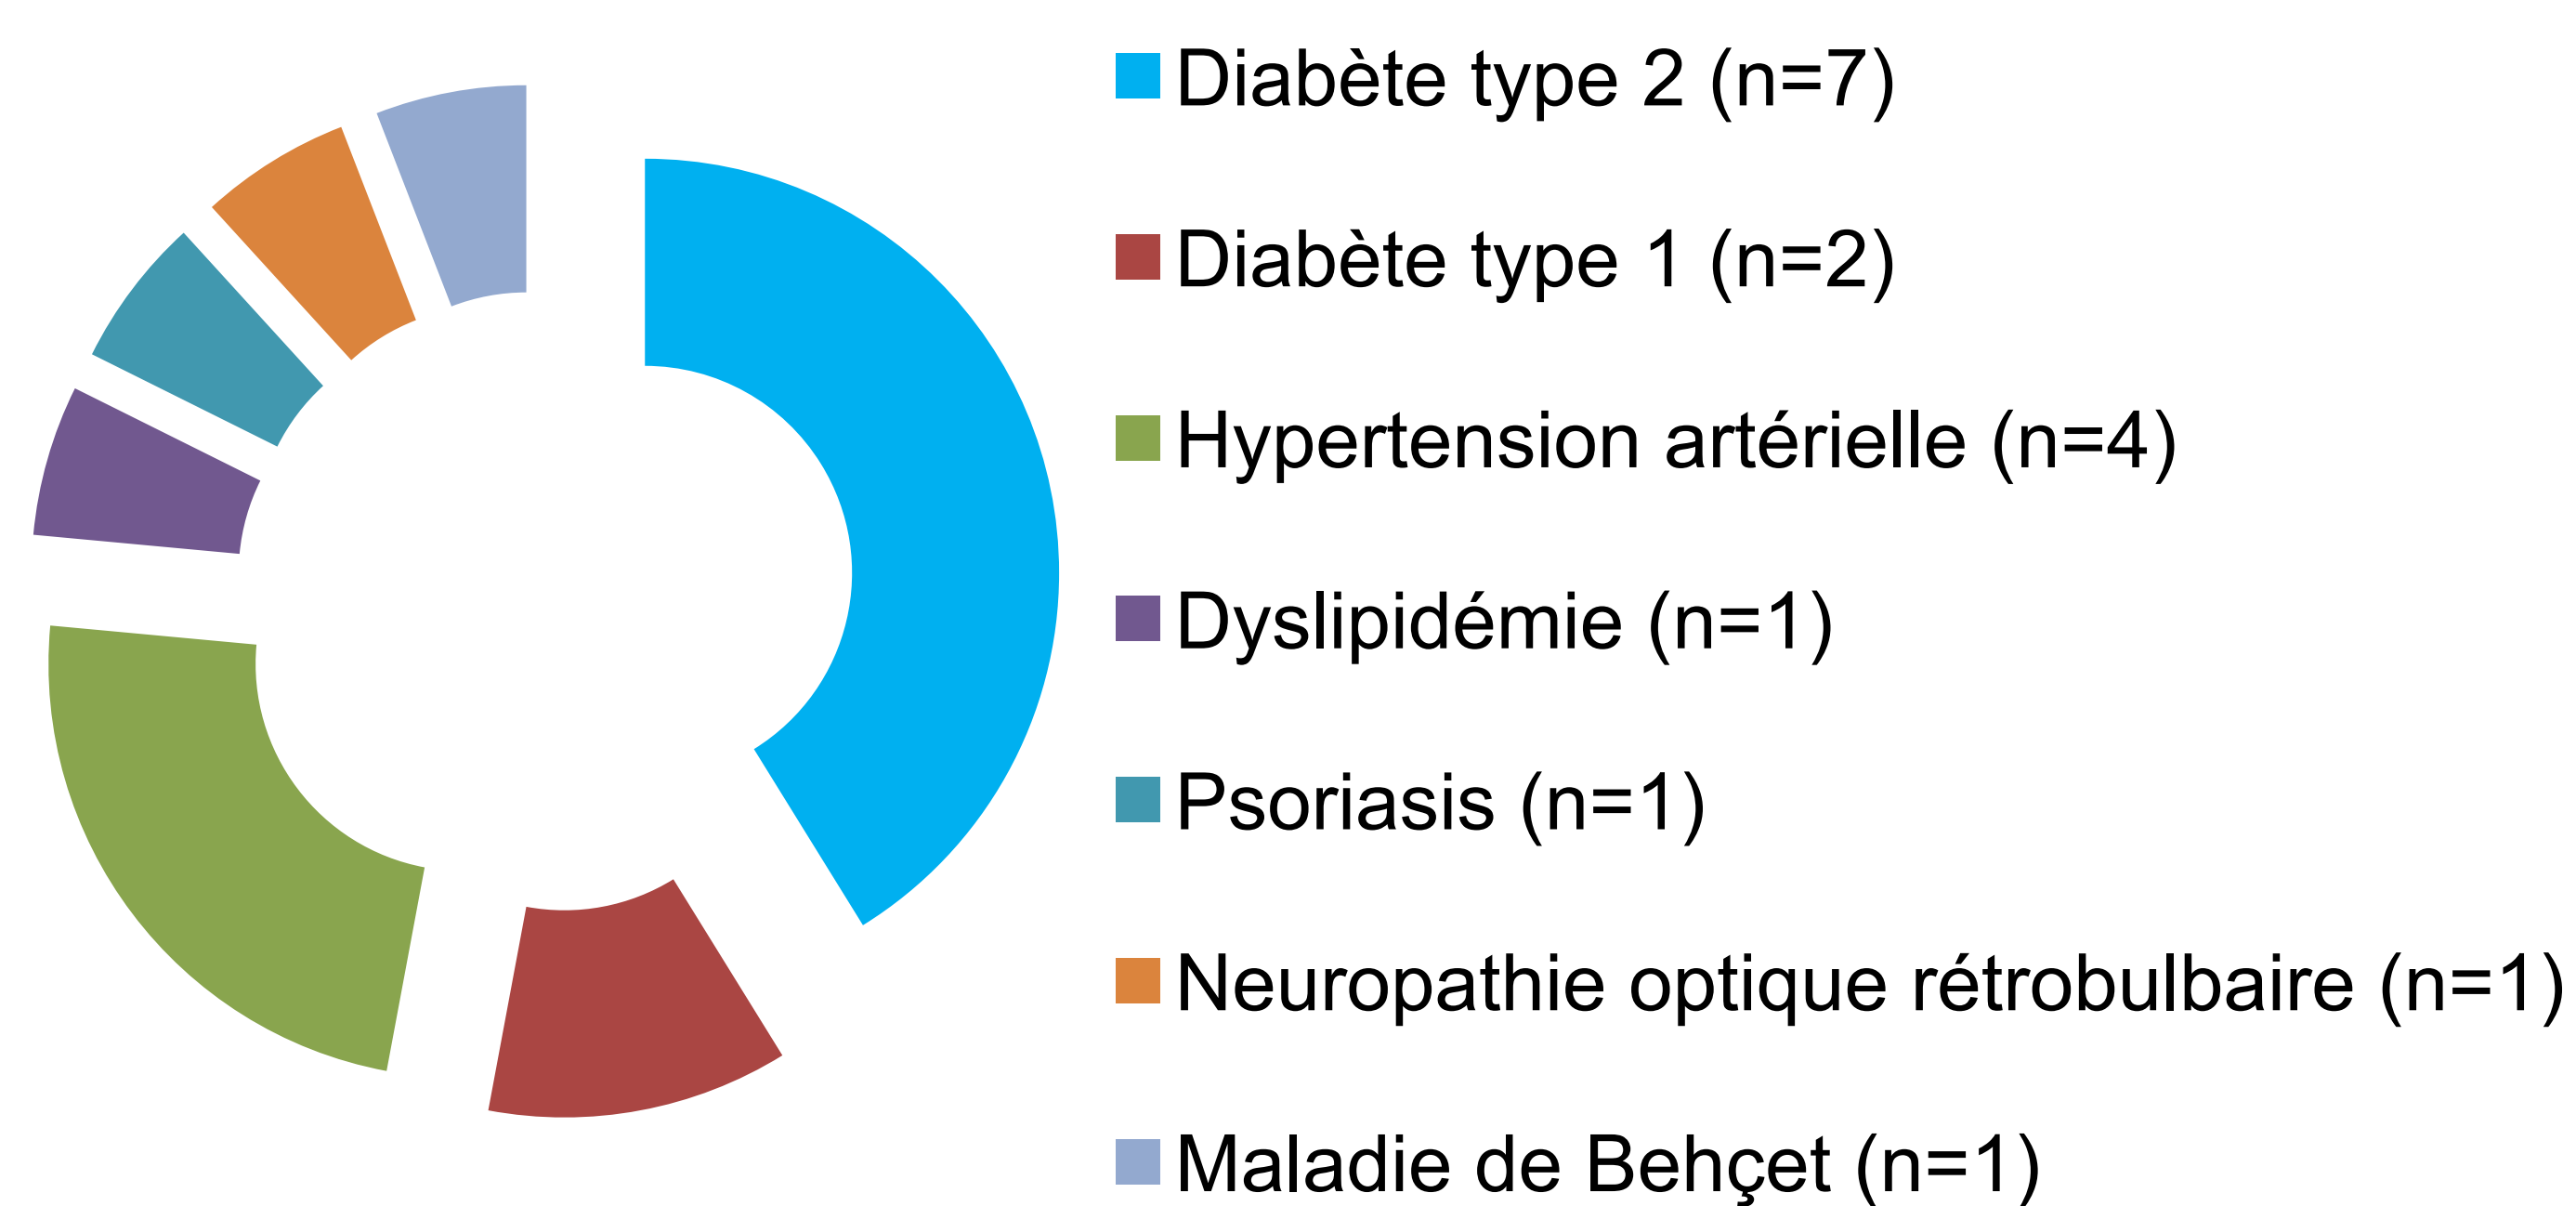 Diabète type 2 (n=7)
Diabète type 1 (n=2)
Hypertension artérielle (n=4)
Dyslipidémie (n=1)
Psoriasis (n=1)
Neuropathie optique rétrobulbaire (n=1)
Maladie de Behçet (n=1)